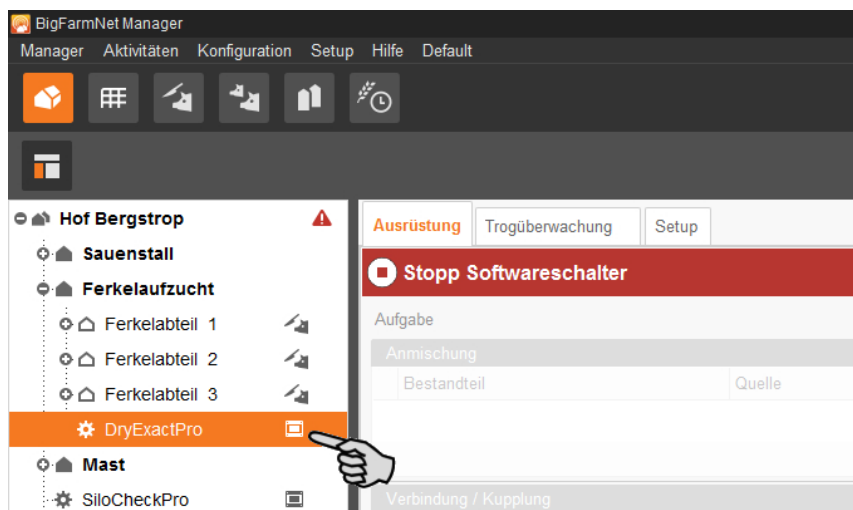 BigFarmNet Manager
Manager Aktivitäten Konfiguration Setup Hilfe Default
Hof Bergstrop
Sauenstall
Ferkelaufzucht
Ferkelabteil 1
Ferkelabteil 2
Ferkelabteil 3
DryExactPro
Mast
SiloCheckPro
Ausrüstung Trogüberwachung Setup
Stopp Softwareschalter
Aufgabe
Anmischung
Bestandteil Quelle
Verbindung / Kupplung